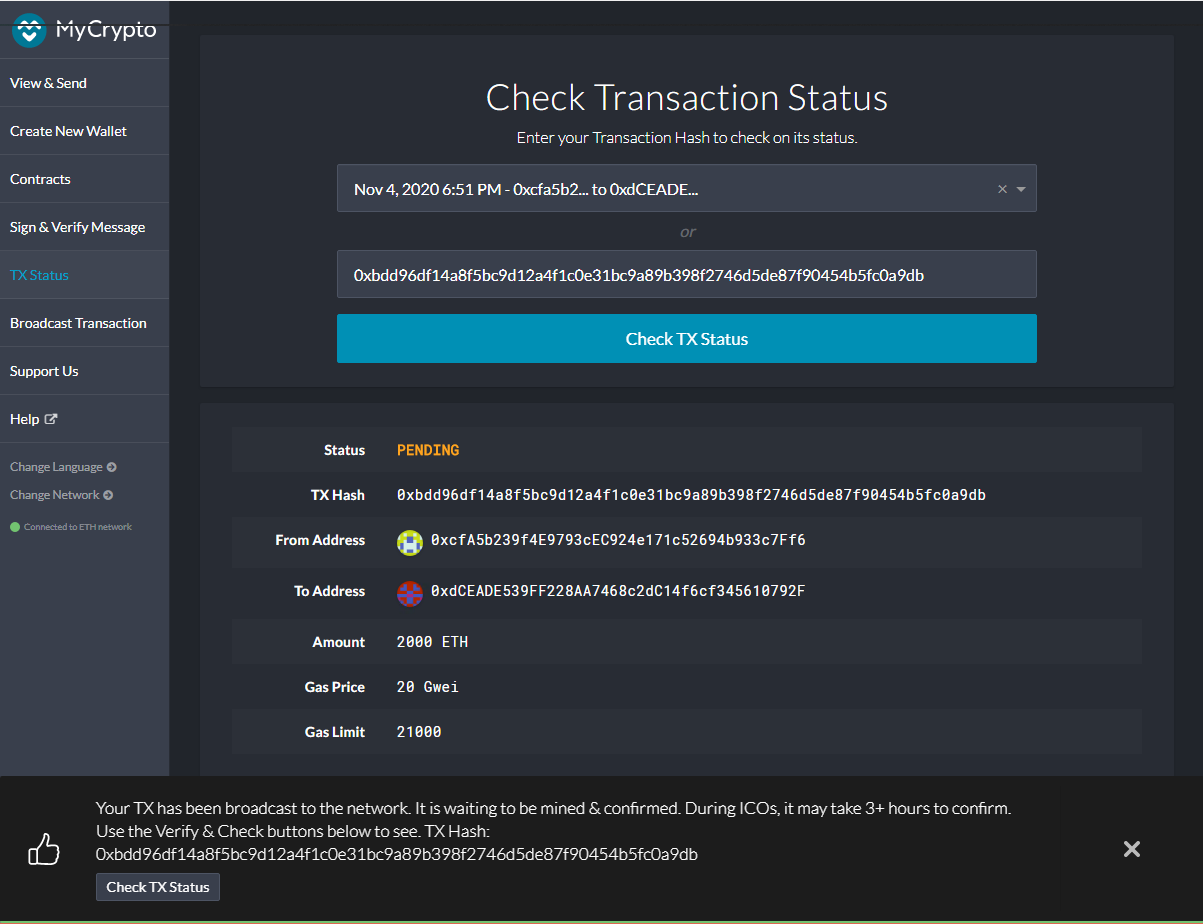 MyCrypto
View & Send
Create New Wallet
Contracts
Sign & Verify Message
TX Status
Broadcast Transaction
Support Us
Help
Change Language
Change Network
Connected to ETH network
Check Transaction Status
Enter your Transaction Hash to check on its status.
Nov 4, 2020 6:51 PM - 0xcfa5b2... to 0xdCEADE...
or
0xbdd96df14a8f5bc9d12a4f1c0e31bc9a89b398f2746d5de87f90454b5fc0a9db
Check TX Status
Status PENDING
TX Hash 0xbdd96df14a8f5bc9d12a4f1c0e31bc9a89b398f2746d5de87f90454b5fc0a9db
From Address 0xcfA5b239f4E9793cEC924e171c52694b933c7Ff6
To Address 0xdCEADE539FF228AA7468c2dC14f6cf345610792F
Amount 2000 ETH
Gas Price 20 Gwei
Gas Limit 21000
Your TX has been broadcast to the network. It is waiting to be mined & confirmed. During ICOs, it may take 3+ hours to confirm.
Use the Verify & Check buttons below to see. TX Hash:
0xbdd96df14a8f5bc9d12a4f1c0e31bc9a89b398f2746d5de87f90454b5fc0a9db
Check TX Status